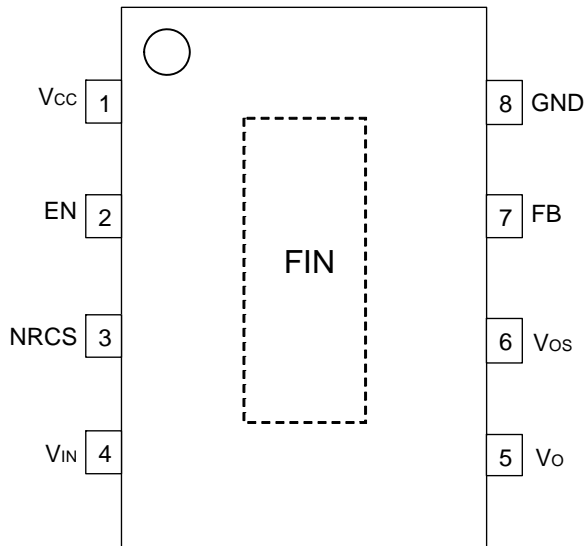 Vcc 1 8 GND
EN 2 7 FB
FIN
NRCS 3 6 Vos
VIN 4 5 Vo